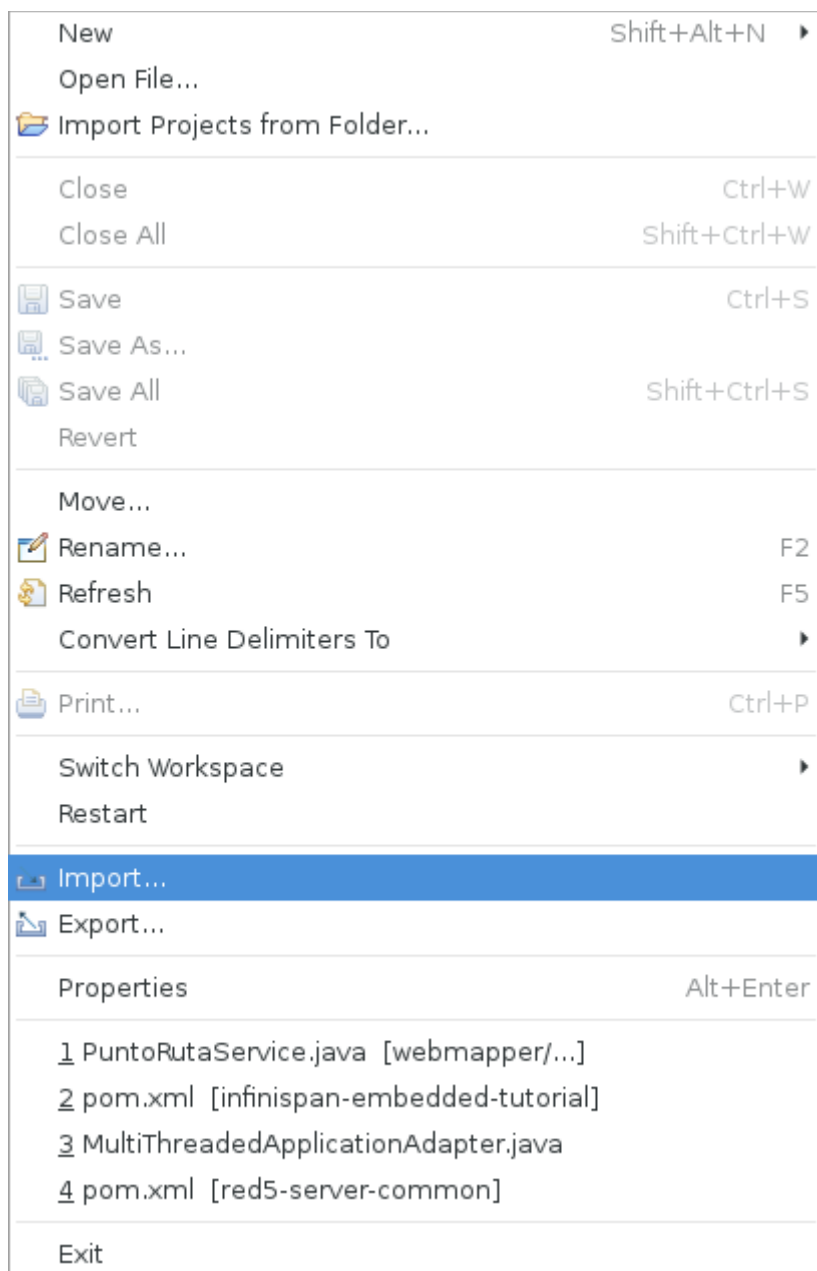 New Shift+Alt+N
Open File...
Import Projects from Folder...
Close Ctrl+W
Close All Shift+Ctrl+W
Save Ctrl+S
Save As...
Save All Shift+Ctrl+S
Revert
Move...
Rename... F2
Refresh F5
Convert Line Delimiters To
Print... Ctrl+P
Switch Workspace
Restart
Import...
Export...
Properties Alt+Enter
1 PuntoRutaService.java [webmapper/...]
2 pom.xml [infinispan-embedded-tutorial]
3 MultiThreadedApplicationAdapter.java
4 pom.xml [red5-server-common]
Exit